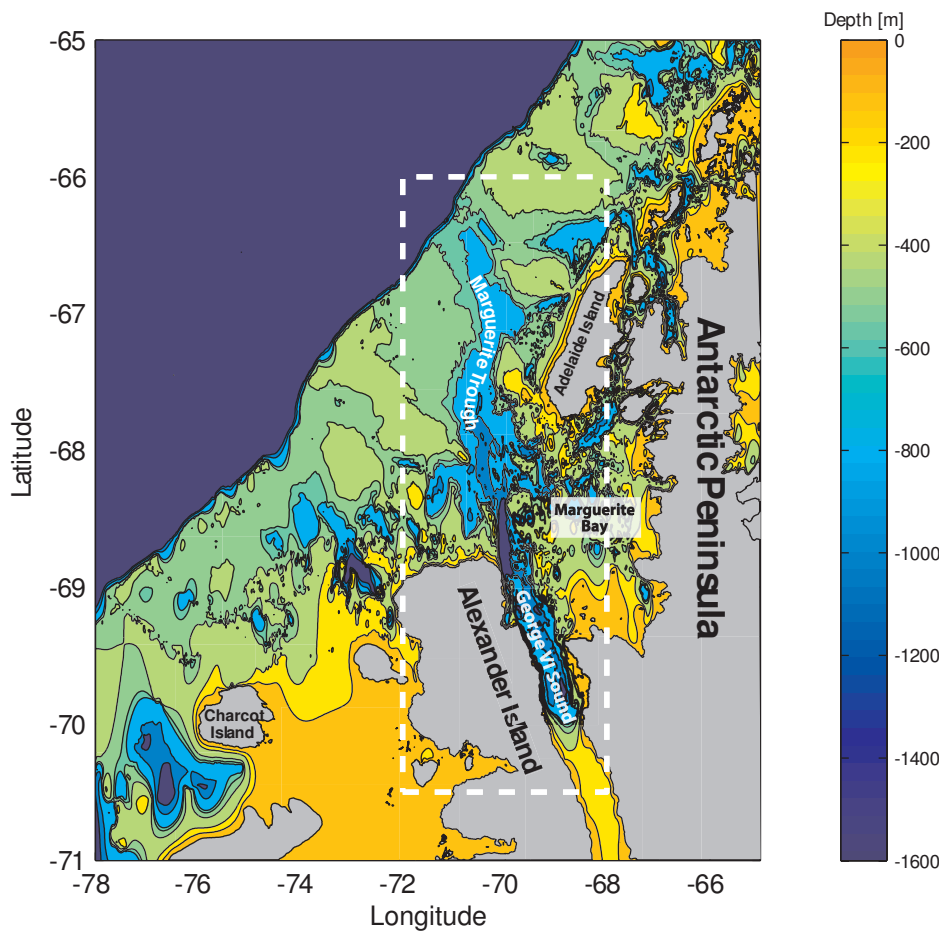 Depth [m]
0
-200
-400
-600
-800
-1000
-1200
-1400
-1600
-65
-66
-67
-68
-69
-70
-71
Latitude
-78
-76
-74
-72
-70
-68
-66
Longitude
Marguerite Trough
Adelaide Island
Antarctic Peninsula
Marguerite
Bay
George VI Sound
Alexander Island
Charcot
Island